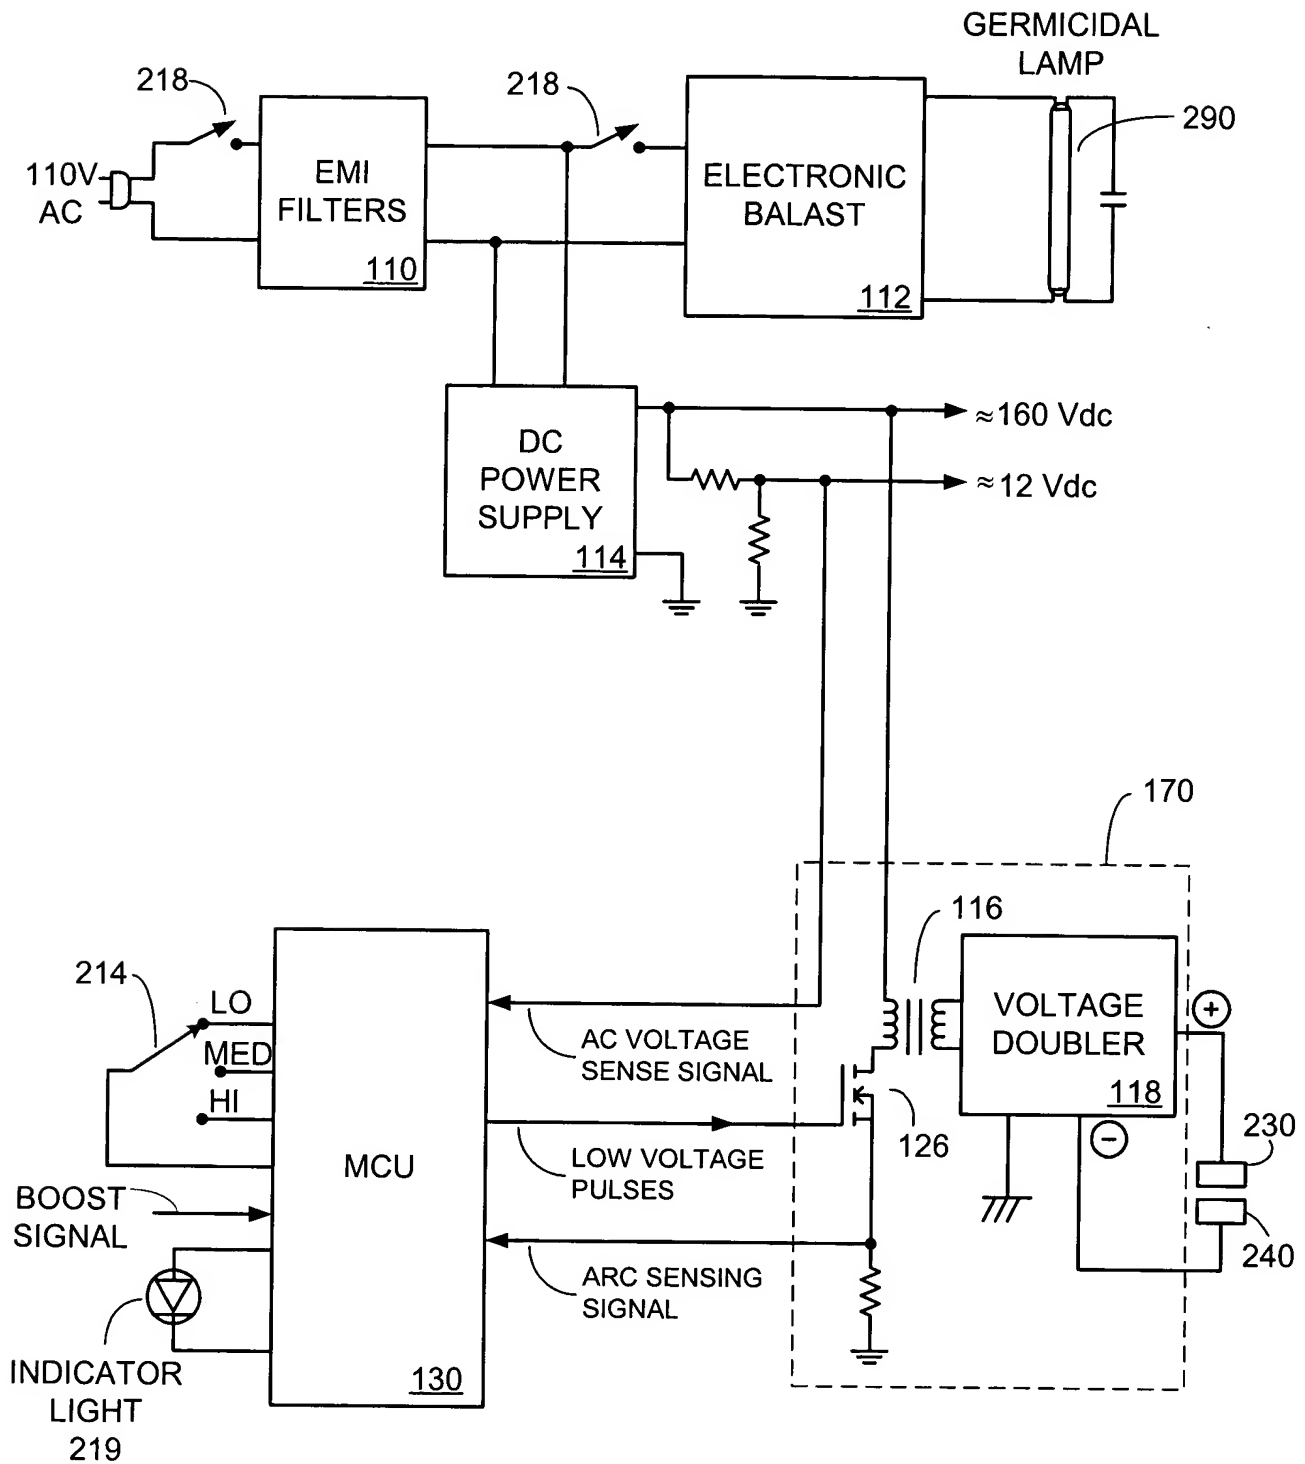 GERMICIDAL
LAMP
218
218
290
110V
AC
EMI
FILTERS
110
ELECTRONIC
BALAST
112
≈160 Vdc
DC
POWER
SUPPLY
114
≈12 Vdc
170
116
214
LO
MED
HI
VOLTAGE
DOUBLER
118
+
−
AC VOLTAGE
SENSE SIGNAL
126
230
240
MCU
130
LOW VOLTAGE
PULSES
BOOST
SIGNAL
ARC SENSING
SIGNAL
INDICATOR
LIGHT
219